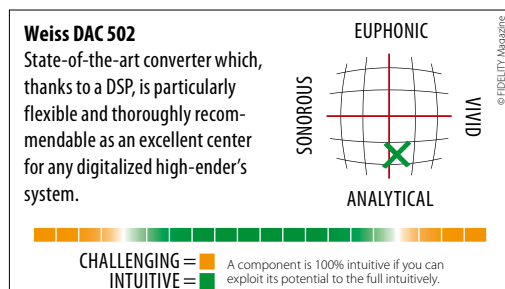 Weiss DAC 502
State-of-the-art converter which,
thanks to a DSP, is particularly
flexible and thoroughly recom-
mendable as an excellent center
for any digitalized high-ender’s
system.
EUPHONIC
SONOROUS
VIVID
ANALYTICAL
© FIDELITY Magazine
CHALLENGING =
INTUITIVE =
A component is 100% intuitive if you can
exploit its potential to the full intuitively.